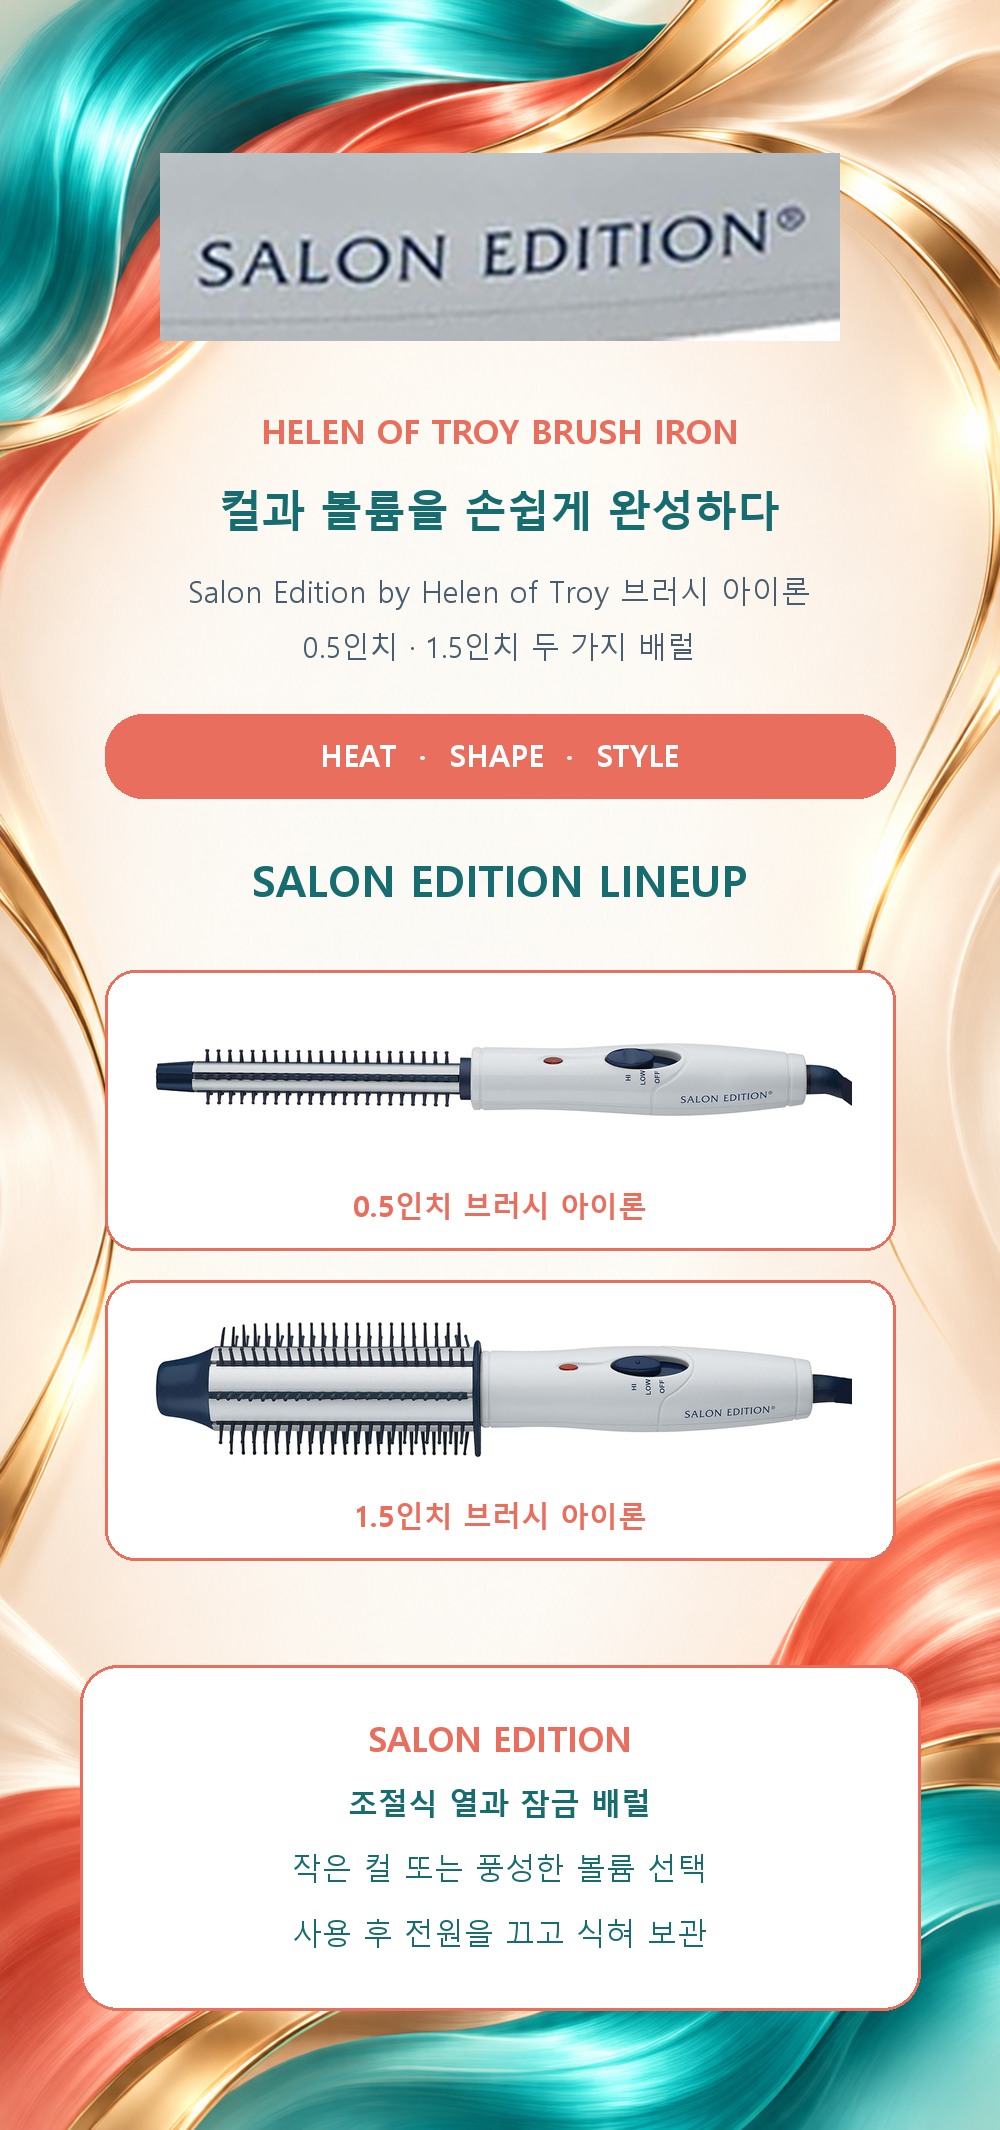 SALON EDITION®
HELEN OF TROY BRUSH IRON
컬과 볼륨을 손쉽게 완성하다
Salon Edition by Helen of Troy 브러시 아이론
0.5인치 · 1.5인치 두 가지 배럴
HEAT · SHAPE · STYLE
SALON EDITION LINEUP
HI LOW OFF
SALON EDITION®
0.5인치 브러시 아이론
HI LOW OFF
SALON EDITION®
1.5인치 브러시 아이론
SALON EDITION
조절식 열과 잠금 배럴
작은 컬 또는 풍성한 볼륨 선택
사용 후 전원을 끄고 식혀 보관